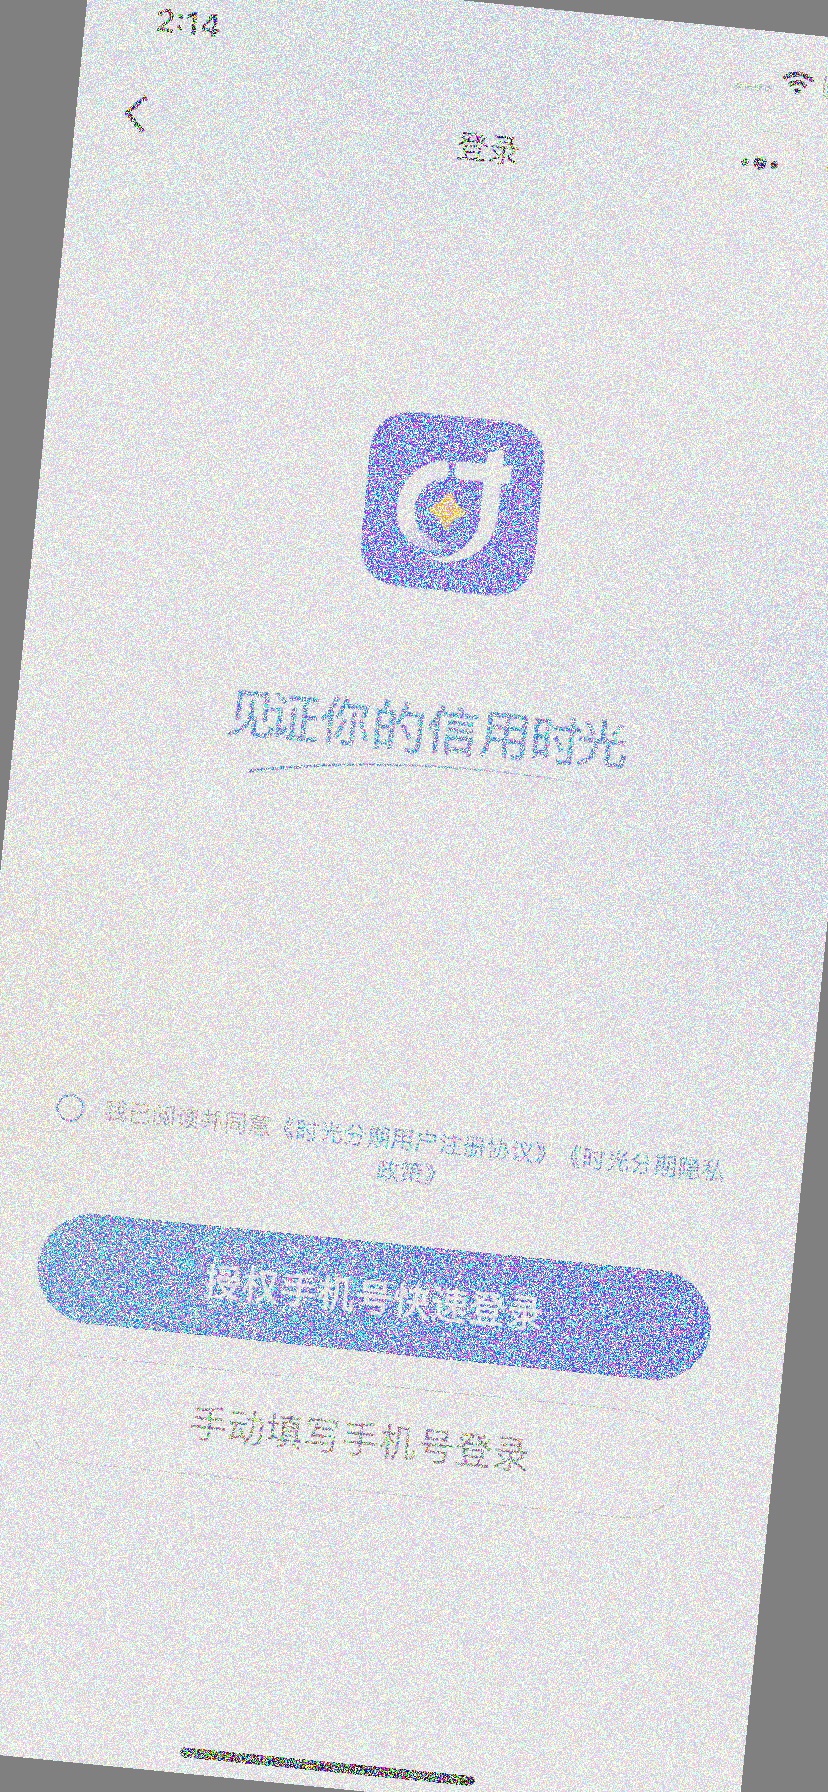 2:14
登录
见证你的信用时光
我已阅读并同意《时光分期用户注册协议》《时光分期隐私
政策》
授权手机号快速登录
手动填写手机号登录